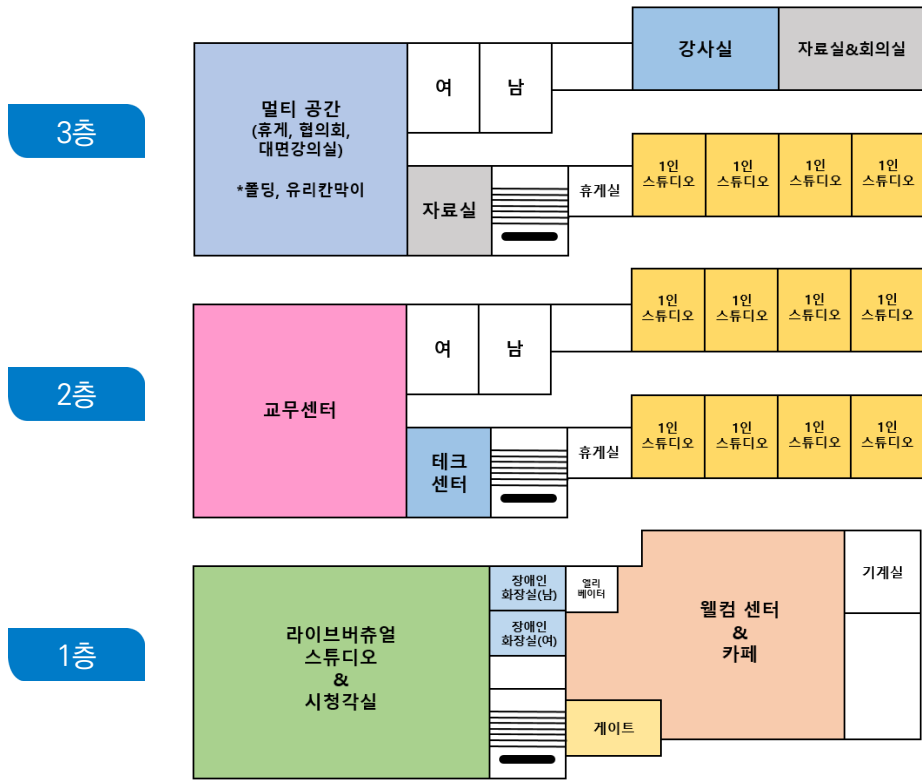 3층
멀티 공간
(휴게, 협의회,
대면강의실)
*폴딩, 유리칸막이
여
남
강사실
자료실&회의실
자료실
휴게실
1인
스튜디오
1인
스튜디오
1인
스튜디오
1인
스튜디오
2층
교무센터
여
남
1인
스튜디오
1인
스튜디오
1인
스튜디오
1인
스튜디오
테크
센터
휴게실
1인
스튜디오
1인
스튜디오
1인
스튜디오
1인
스튜디오
1층
라이브버츄얼
스튜디오
&
시청각실
장애인
화장실(남)
장애인
화장실(여)
엘리
베이터
웰컴 센터
&
카페
기계실
게이트